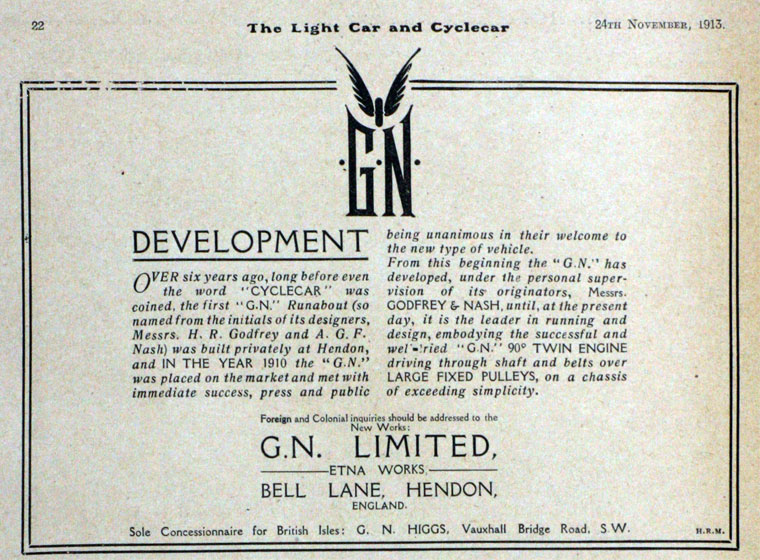 22
The Light Car and Cyclecar
24TH NOVEMBER, 1913.
·G·N·
DEVELOPMENT
OVER six years ago, long before even
the word "CYCLECAR" was
coined, the first "G.N." Runabout (so
named from the initials of its designers,
Messrs. H. R. Godfrey and A. G. F.
Nash) was built privately at Hendon,
and IN THE YEAR 1910 the "G.N."
was placed on the market and met with
immediate success, press and public
being unanimous in their welcome to
the new type of vehicle.
From this beginning the "G.N." has
developed, under the personal super-
vision of its originators, Messrs.
GODFREY & NASH, until, at the present
day, it is the leader in running and
design, embodying the successful and
"G.N." 90° TWIN ENGINE
driving through shaft and belts over
LARGE FIXED PULLEYS, on a chassis
of exceeding simplicity.
Foreign and Colonial inquiries should be addressed to the
New Works:
G.N. LIMITED,
ETNA WORKS,
BELL LANE, HENDON,
ENGLAND.
Sole Concessionnaire for British Isles: G. N. HIGGS, Vauxhall Bridge Road, S.W.
H.R.M.